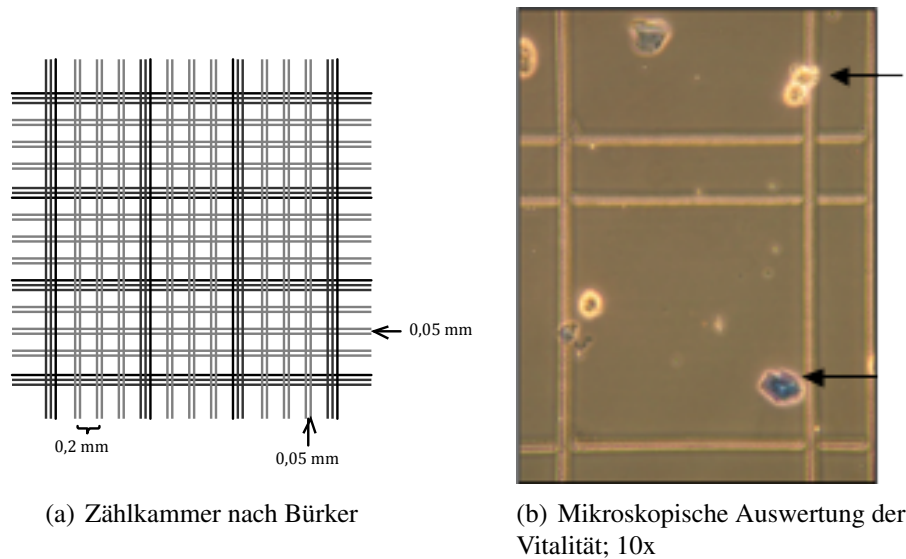 0,05 mm
0,2 mm
0,05 mm
(a) Zählkammer nach Bürker
(b) Mikroskopische Auswertung der
Vitalität; 10x